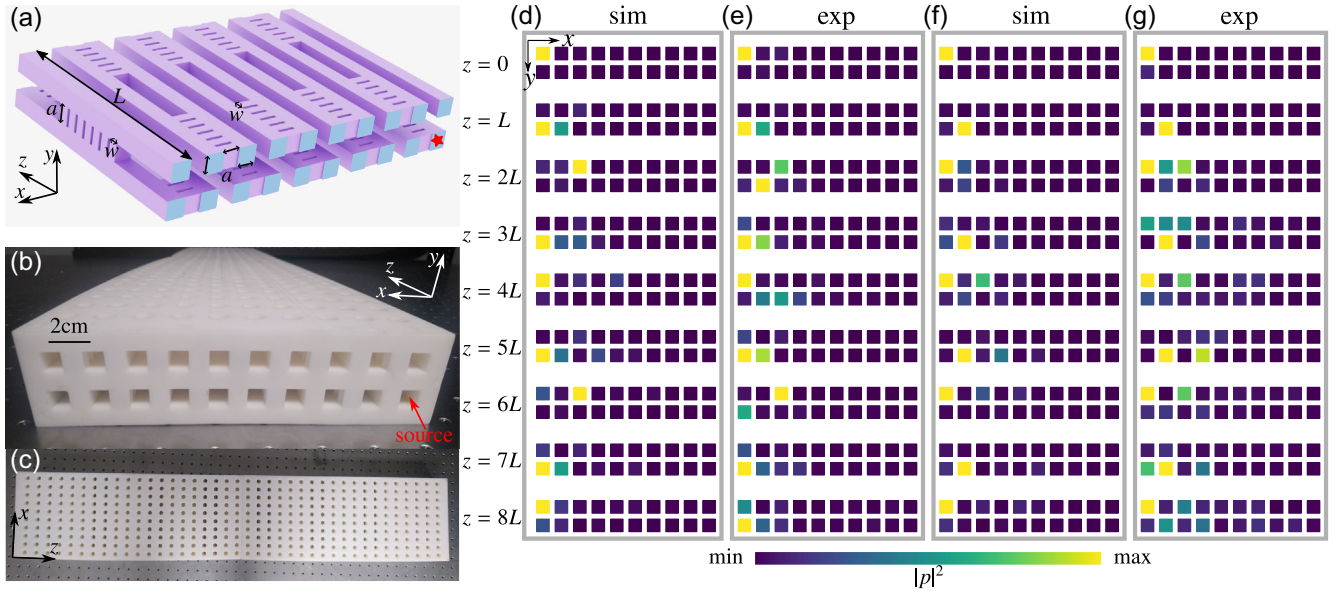 (a)
L
a
w
w
a
y
z
x
(b)
y
z
x
2cm
source
(c)
x
z
(d) sim
(e) exp
(f) sim
(g) exp
x
y
z = 0
z = L
z = 2L
z = 3L
z = 4L
z = 5L
z = 6L
z = 7L
z = 8L
min max
|p|²